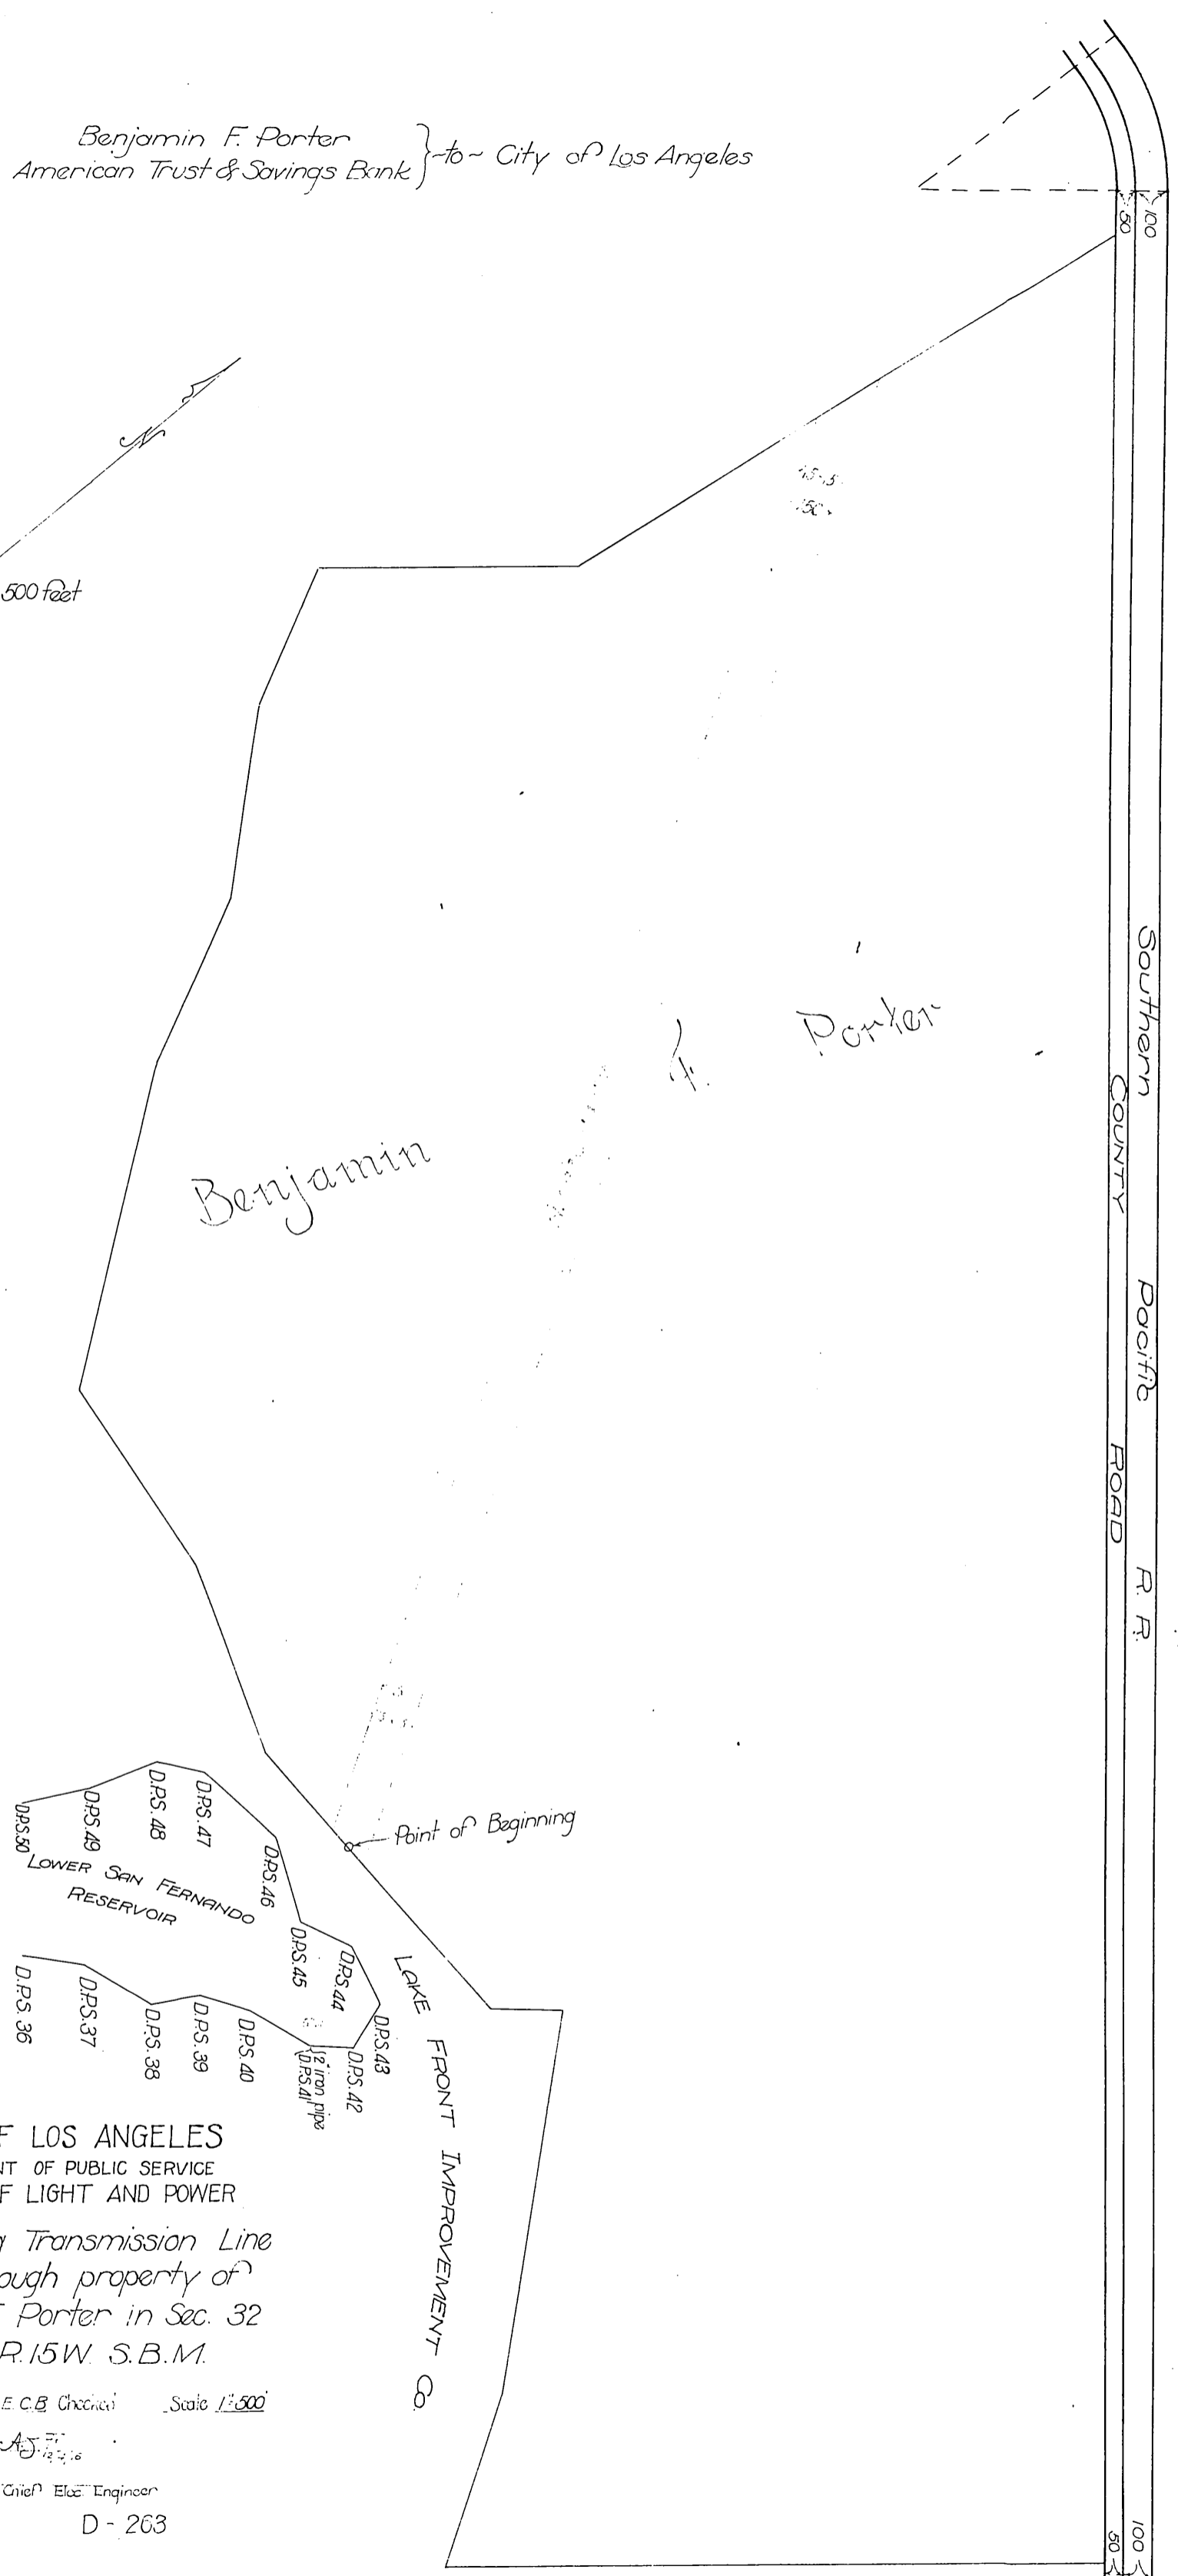 Benjamin F. Porter
American Trust & Savings Bank } -to- City of Los Angeles
50
100
N
500 feet
Benjamin F. Porter
Southern Pacific R. R.
COUNTY ROAD
Point of Beginning
D.P.S. 50
D.P.S. 49
D.P.S. 48
D.P.S. 47
D.P.S. 46
D.P.S. 45
D.P.S. 44
D.P.S. 43
D.P.S. 42
2" iron pipe
D.P.S. 41
D.P.S. 40
D.P.S. 39
D.P.S. 38
D.P.S. 37
D.P.S. 36
LOWER SAN FERNANDO
RESERVOIR
LAKE FRONT IMPROVEMENT Co.
F LOS ANGELES
NT OF PUBLIC SERVICE
F LIGHT AND POWER
g Transmission Line
ough property of
F Porter in Sec. 32
R.15W. S.B.M.
E.C.B. Checked Scale 1"=500'
Chief Elec. Engineer
D - 263
50
100